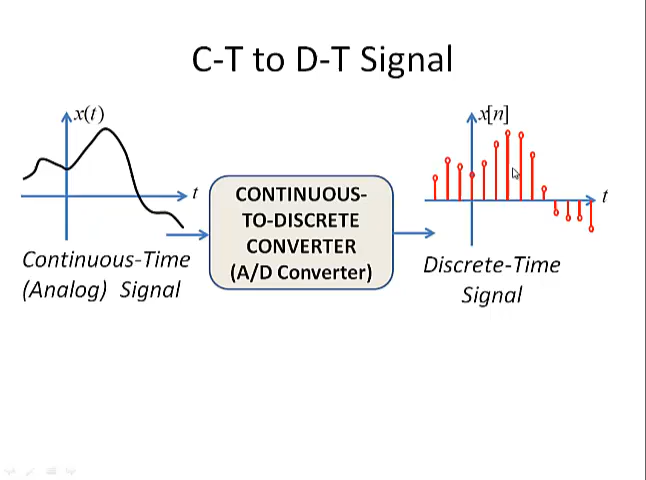 C-T to D-T Signal
x(t)
t
Continuous-Time
(Analog) Signal
CONTINUOUS-
TO-DISCRETE
CONVERTER
(A/D Converter)
x[n]
t
Discrete-Time
Signal